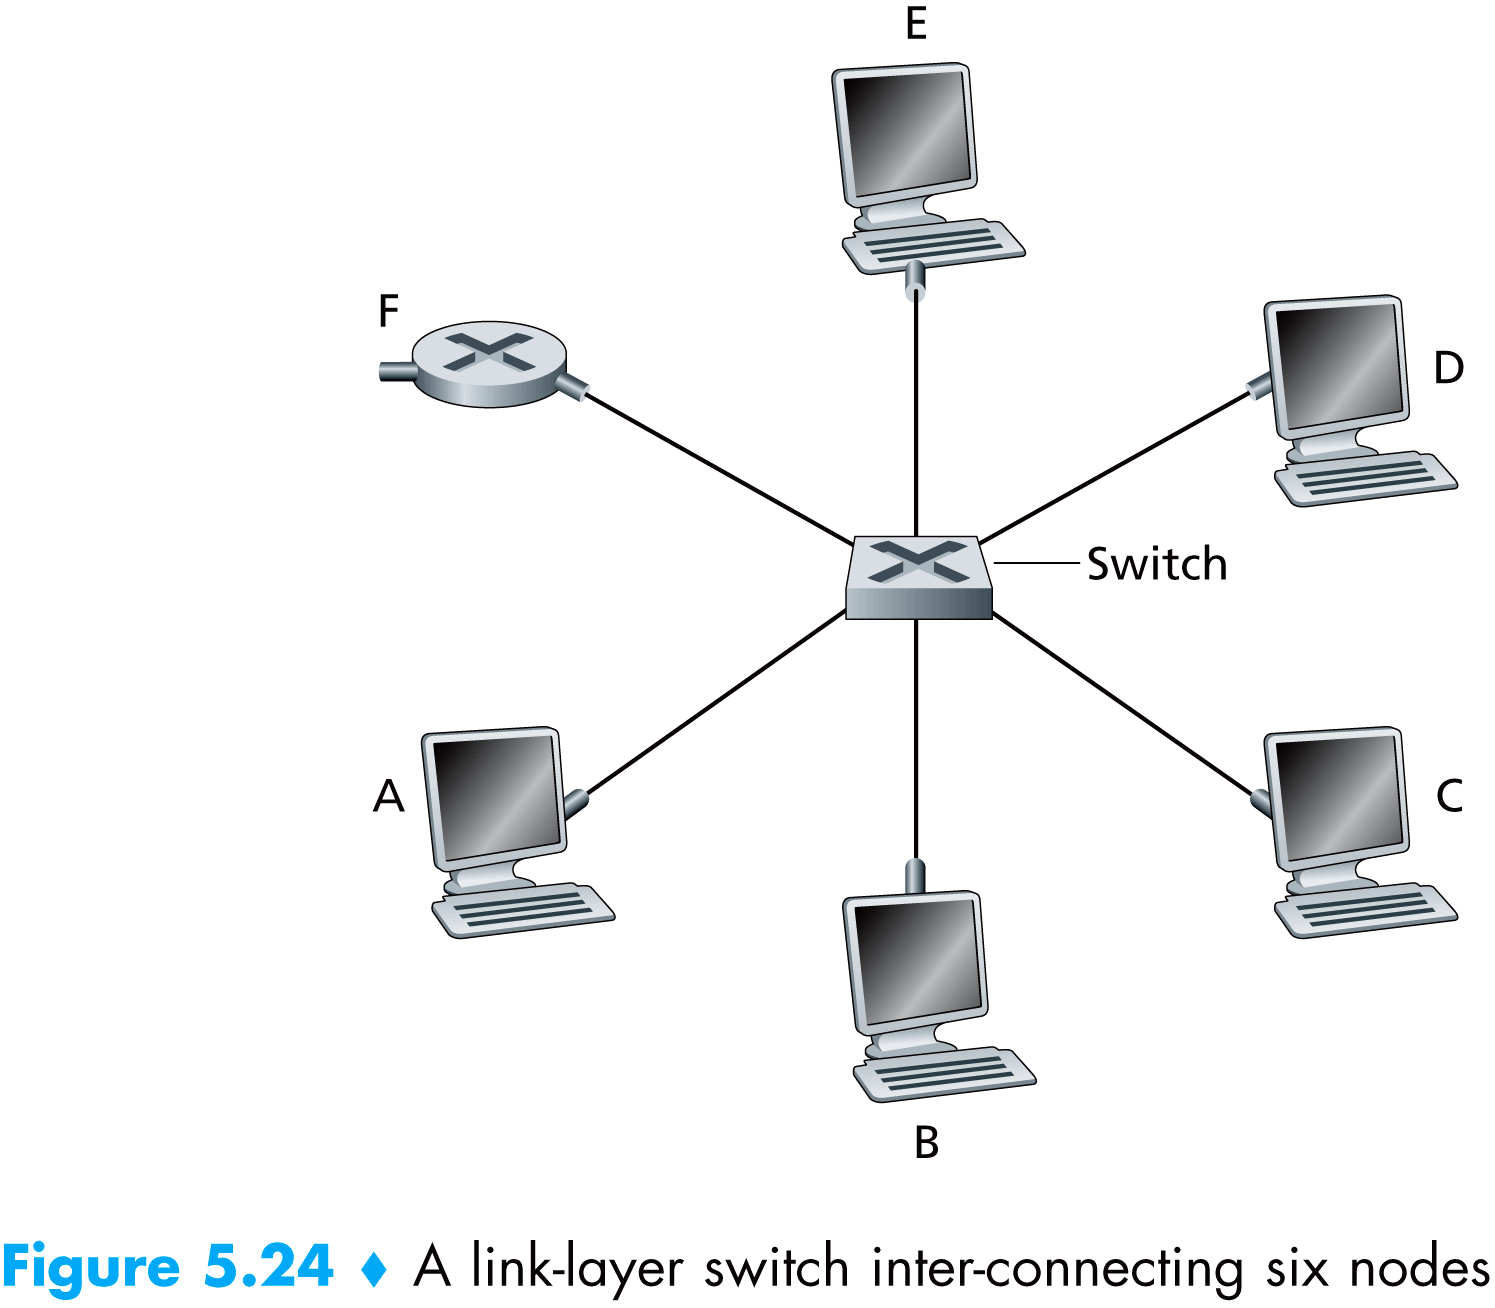 E
F
D
Switch
A
C
B
Figure 5.24 ♦ A link-layer switch inter-connecting six nodes